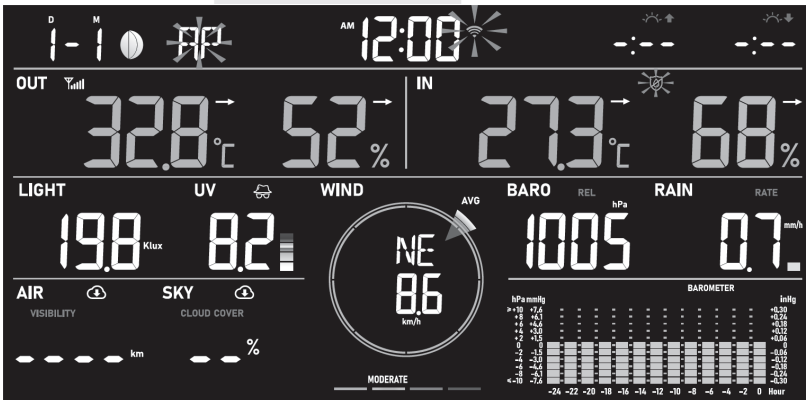 D M
1-1 AP AM 12:00 -:-- -:--
OUT 32.8 °C 52 % IN 27.3 °C 68 %
LIGHT UV WIND AVG BARO REL RAIN RATE
19.8 Klux 8.2 NE 1005 hPa 0.7 mm/h
8.6
km/h
AIR SKY
VISIBILITY CLOUD COVER
---- km -- %
MODERATE
BAROMETER
hPa mmHg inHg
≥+10 +7.6 +0.30
+8 +6.1 +0.24
+6 +4.6 +0.18
+4 +3.0 +0.12
+2 +1.5 +0.06
0 0 0
-2 -1.5 -0.06
-4 -3.0 -0.12
-6 -4.6 -0.18
-8 -6.1 -0.24
≤-10 -7.6 -0.30
-24 -22 -20 -18 -16 -14 -12 -10 -8 -6 -4 -2 0 Hour